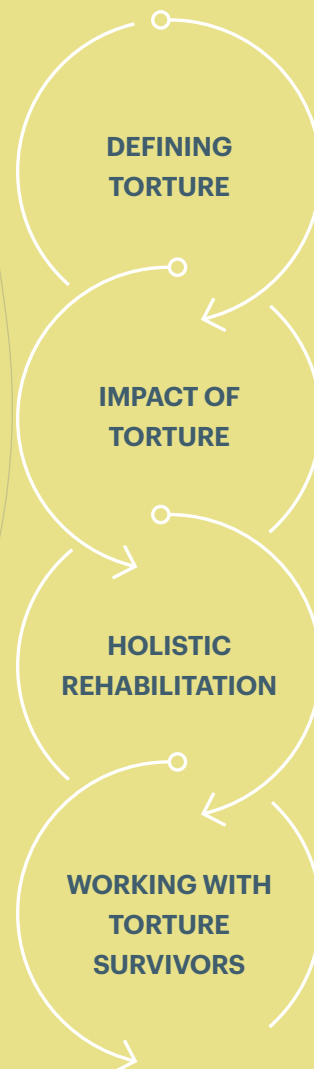 DEFINING
TORTURE
IMPACT OF
TORTURE
HOLISTIC
REHABILITATION
WORKING WITH
TORTURE
SURVIVORS